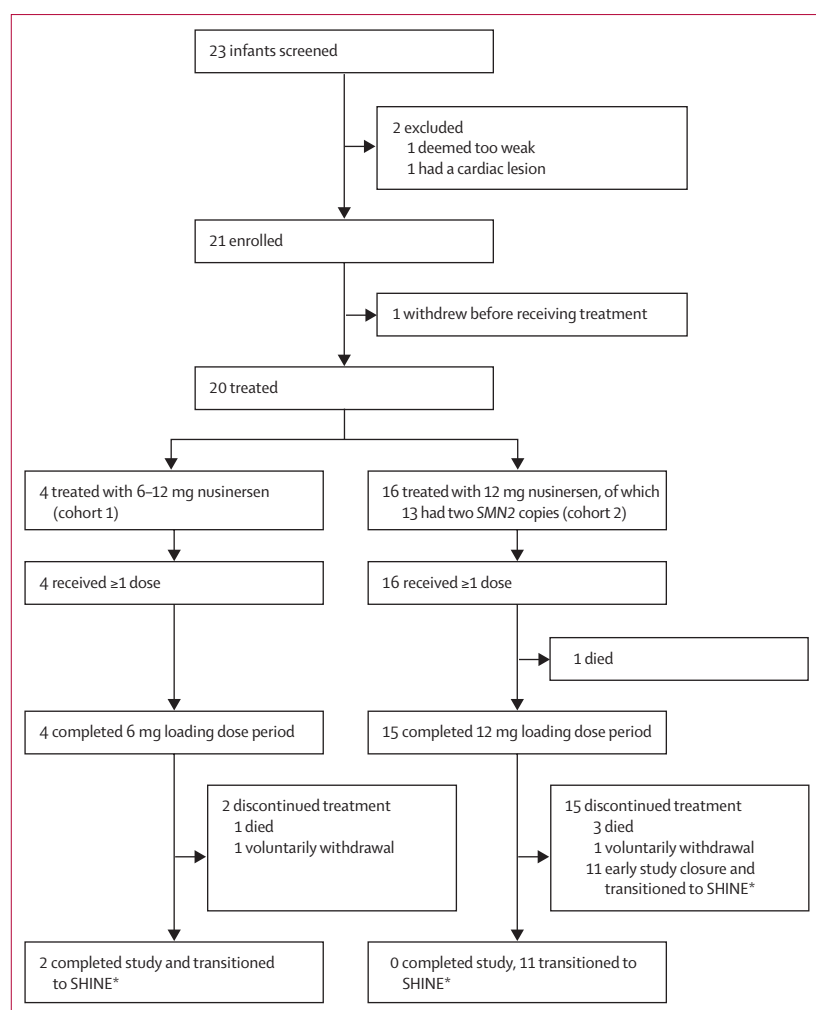 23 infants screened
2 excluded
1 deemed too weak
1 had a cardiac lesion
21 enrolled
1 withdrew before receiving treatment
20 treated
4 treated with 6–12 mg nusinersen
(cohort 1)
16 treated with 12 mg nusinersen, of which
13 had two SMN2 copies (cohort 2)
4 received ≥1 dose
16 received ≥1 dose
1 died
4 completed 6 mg loading dose period
15 completed 12 mg loading dose period
2 discontinued treatment
1 died
1 voluntarily withdrawal
15 discontinued treatment
3 died
1 voluntarily withdrawal
11 early study closure and
transitioned to SHINE*
2 completed study and transitioned
to SHINE*
0 completed study, 11 transitioned to
SHINE*